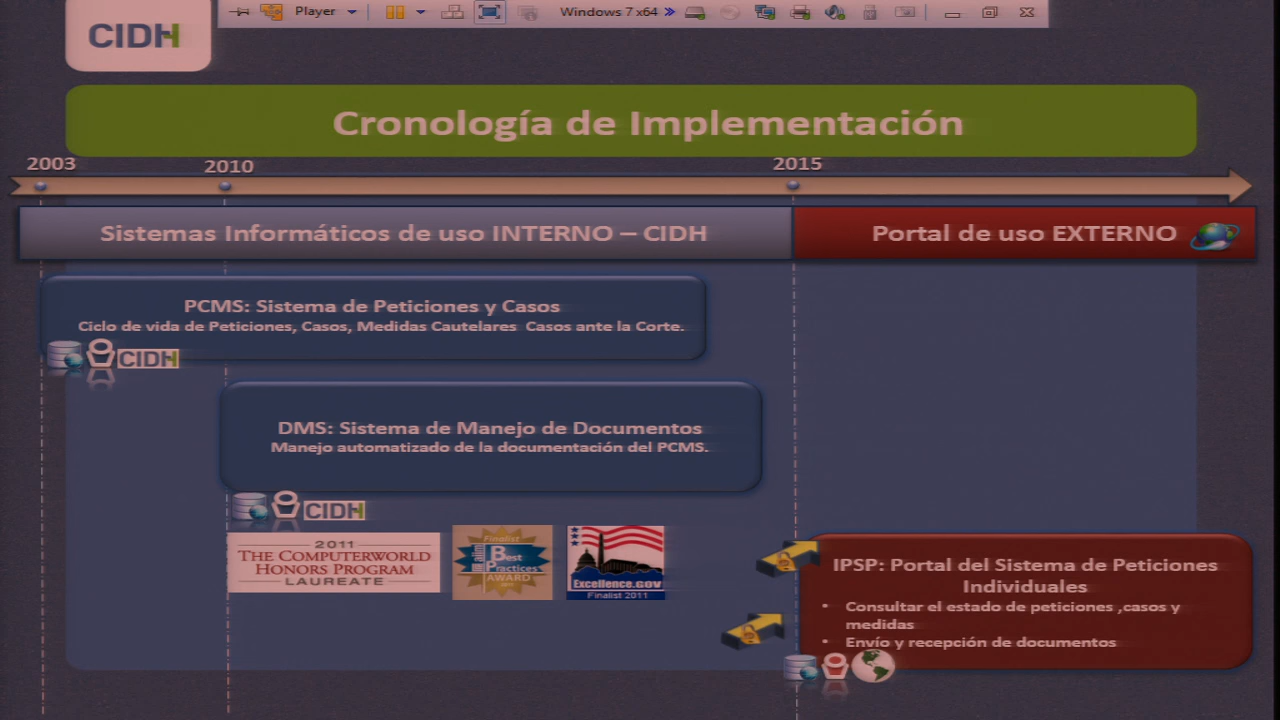 Player
Windows 7 x64
CIDH
Cronología de Implementación
2003
2010
2015
Sistemas Informáticos de uso INTERNO – CIDH
Portal de uso EXTERNO
PCMS: Sistema de Peticiones y Casos
Ciclo de vida de Peticiones, Casos, Medidas Cautelares Casos ante la Corte.
CIDH
DMS: Sistema de Manejo de Documentos
Manejo automatizado de la documentación del PCMS.
CIDH
2011
THE COMPUTERWORLD
HONORS PROGRAM
LAUREATE
Finalist
aiim
Best
Practices
AWARD
Excellence.gov
Finalist 2011
IPSP: Portal del Sistema de Peticiones
Individuales
• Consultar el estado de peticiones ,casos y
medidas
• Envío y recepción de documentos